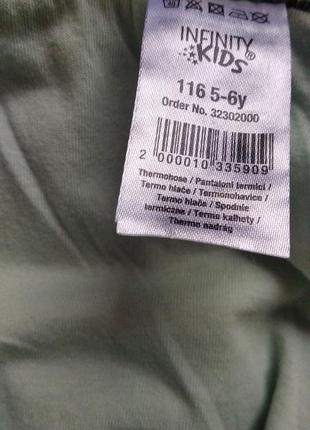 INFINITY
KIDS®
116 5-6y
Order No. 32302000
2 000010 335909
Thermohose / Pantaloni termici /
Termo hlače / Termonohavice /
Termo hlače / Spodnie
termiczne / Termo kalhoty /
Thermo nadrág